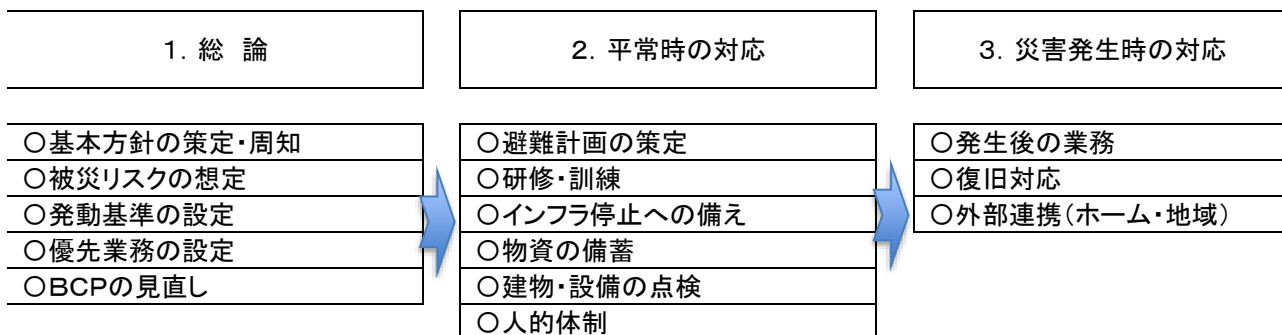 1．総　論
○基本方針の策定・周知
○被災リスクの想定
○発動基準の設定
○優先業務の設定
○BCPの見直し
2．平常時の対応
○避難計画の策定
○研修・訓練
○インフラ停止への備え
○物資の備蓄
○建物・設備の点検
○人的体制
3．災害発生時の対応
○発生後の業務
○復旧対応
○外部連携（ホーム・地域）